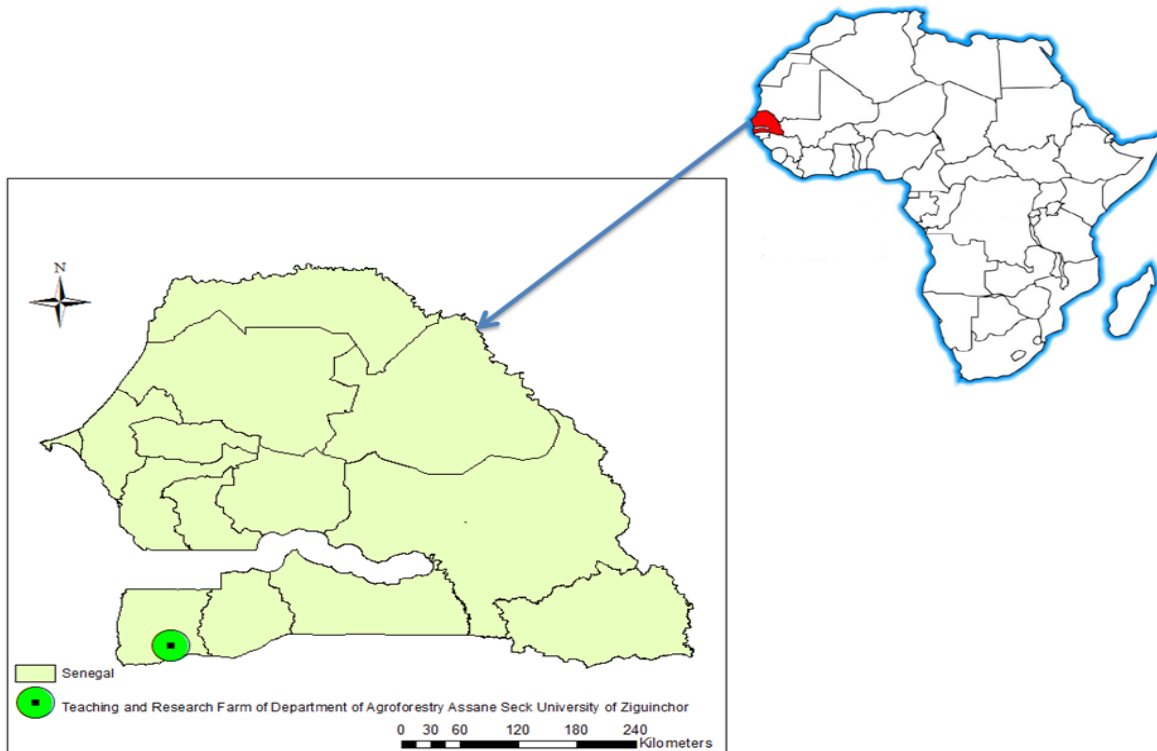 N
Senegal
Teaching and Research Farm of Department of Agroforestry Assane Seck University of Ziguinchor
0 30 60 120 180 240
Kilometers